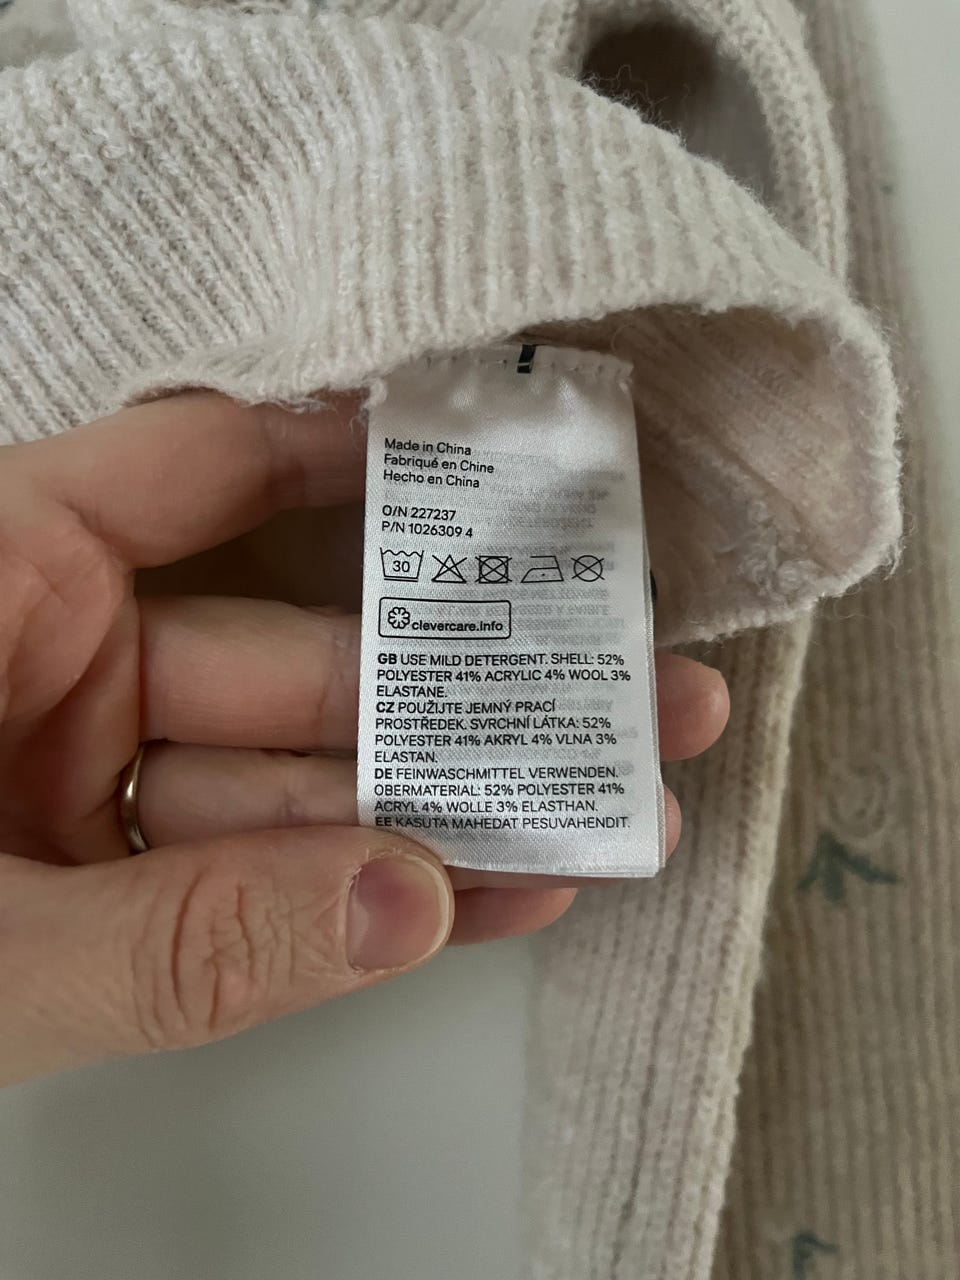 Made in China
Fabriqué en Chine
Hecho en China
O/N 227237
P/N 1026309 4
30
clevercare.info
GB USE MILD DETERGENT. SHELL: 52%
POLYESTER 41% ACRYLIC 4% WOOL 3%
ELASTANE.
CZ POUŽIJTE JEMNÝ PRACÍ
PROSTŘEDEK. SVRCHNÍ LÁTKA: 52%
POLYESTER 41% AKRYL 4% VLNA 3%
ELASTAN.
DE FEINWASCHMITTEL VERWENDEN.
OBERMATERIAL: 52% POLYESTER 41%
ACRYL 4% WOLLE 3% ELASTHAN.
EE KASUTA MAHEDAT PESUVAHENDIT.